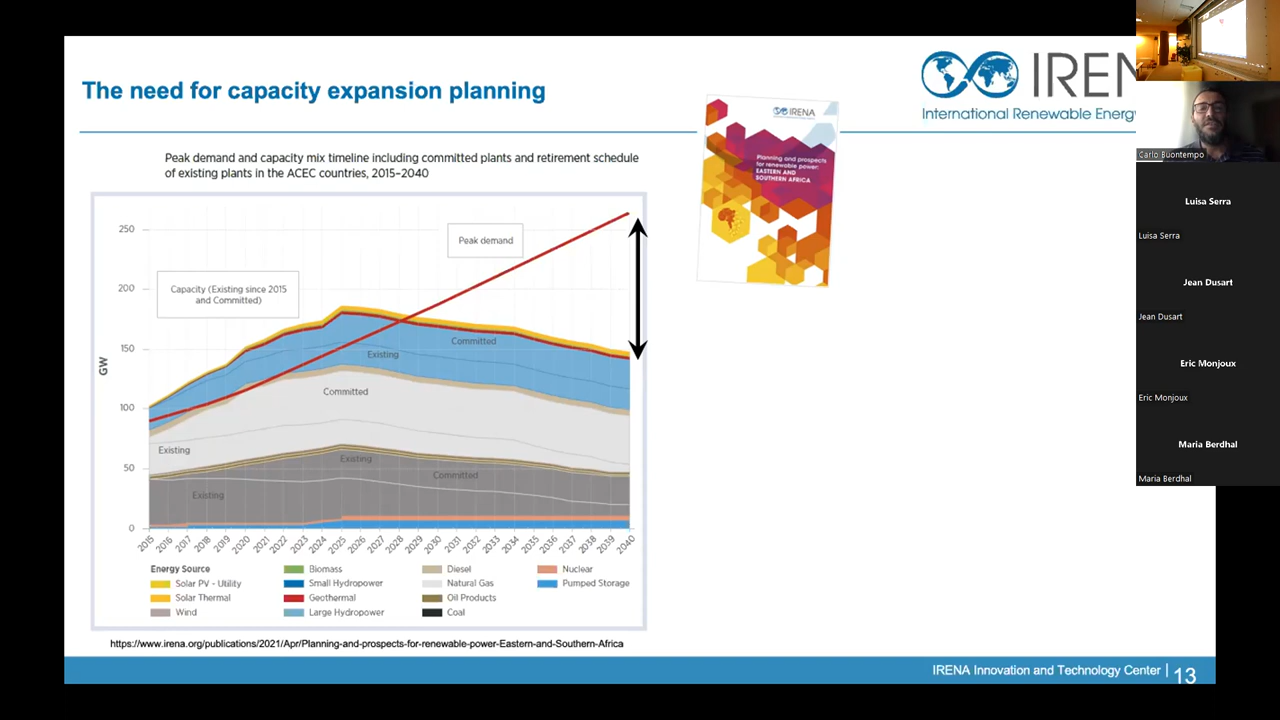 The need for capacity expansion planning
IREN
International Renewable Energy
IRENA
Planning and prospects
for renewable power:
EASTERN AND
SOUTHERN AFRICA
Peak demand and capacity mix timeline including committed plants and retirement schedule
of existing plants in the ACEC countries, 2015–2040
GW
250
200
150
100
50
0
Peak demand
Capacity (Existing since 2015
and Committed)
Committed
Existing
Committed
Existing
Existing
Committed
Existing
2015 2016 2017 2018 2019 2020 2021 2022 2023 2024 2025 2026 2027 2028 2029 2030 2031 2032 2033 2034 2035 2036 2037 2038 2039 2040
Energy Source
Solar PV - Utility
Solar Thermal
Wind
Biomass
Small Hydropower
Geothermal
Large Hydropower
Diesel
Natural Gas
Oil Products
Coal
Nuclear
Pumped Storage
https://www.irena.org/publications/2021/Apr/Planning-and-prospects-for-renewable-power-Eastern-and-Southern-Africa
IRENA Innovation and Technology Center | 13
Carlo Buontempo
Luisa Serra
Luisa Serra
Jean Dusart
Jean Dusart
Eric Monjoux
Eric Monjoux
Maria Berdhal
Maria Berdhal